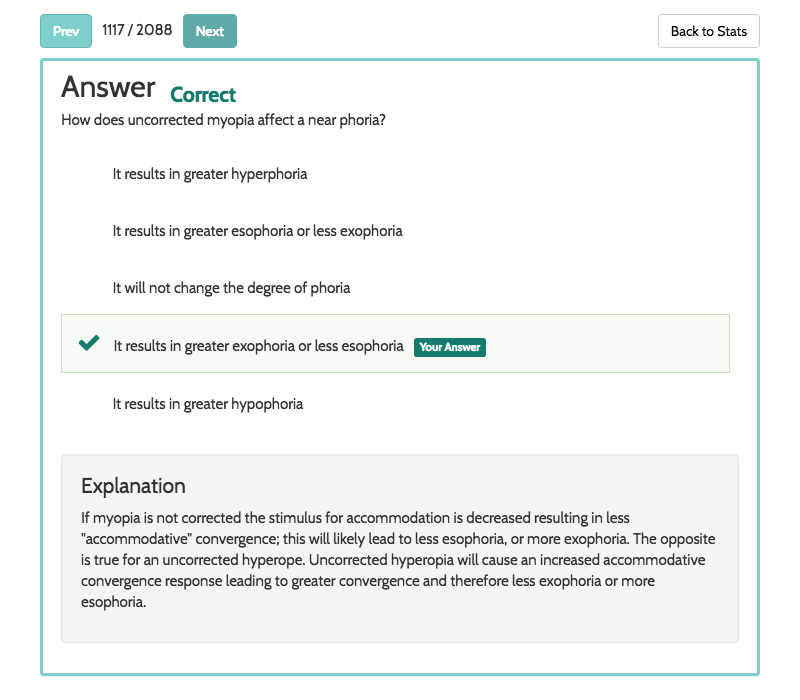 Prev 1117 / 2088 Next Back to Stats
Answer Correct
How does uncorrected myopia affect a near phoria?
It results in greater hyperphoria
It results in greater esophoria or less exophoria
It will not change the degree of phoria
It results in greater exophoria or less esophoria Your Answer
It results in greater hypophoria
Explanation
If myopia is not corrected the stimulus for accommodation is decreased resulting in less
"accommodative" convergence; this will likely lead to less esophoria, or more exophoria. The opposite
is true for an uncorrected hyperope. Uncorrected hyperopia will cause an increased accommodative
convergence response leading to greater convergence and therefore less exophoria or more
esophoria.